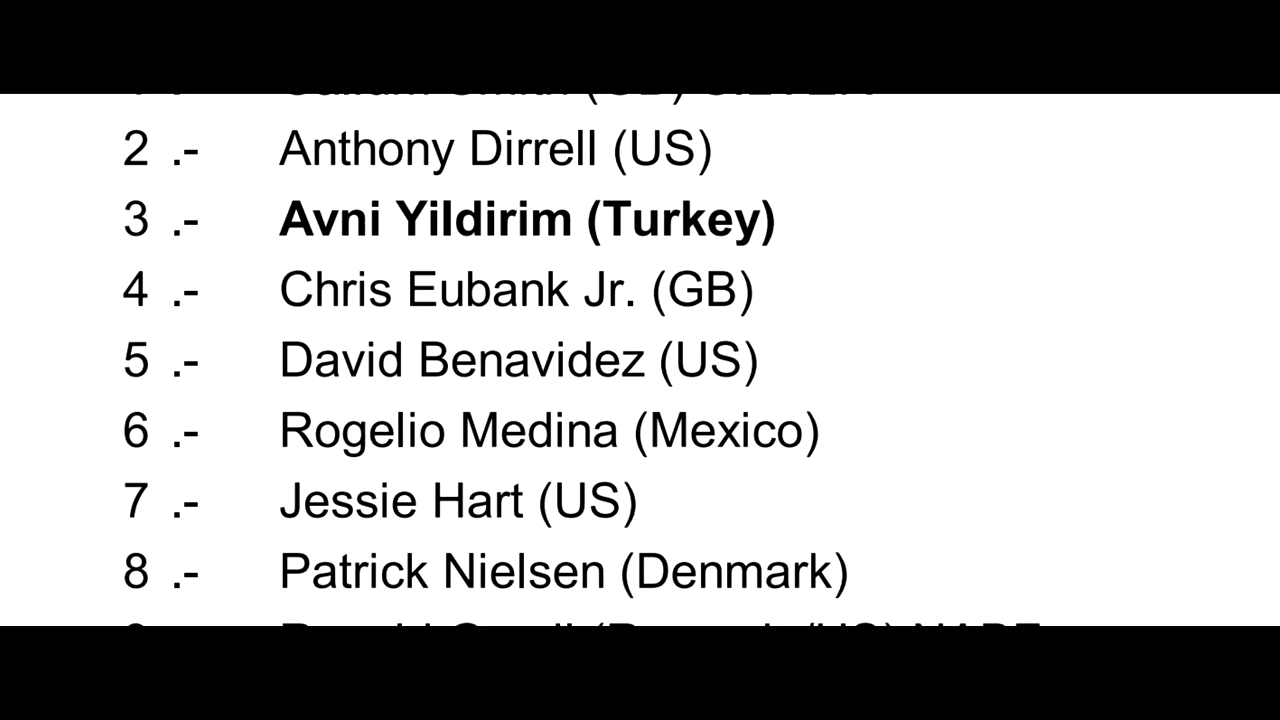 2 .- Anthony Dirrell (US)
3 .- Avni Yildirim (Turkey)
4 .- Chris Eubank Jr. (GB)
5 .- David Benavidez (US)
6 .- Rogelio Medina (Mexico)
7 .- Jessie Hart (US)
8 .- Patrick Nielsen (Denmark)